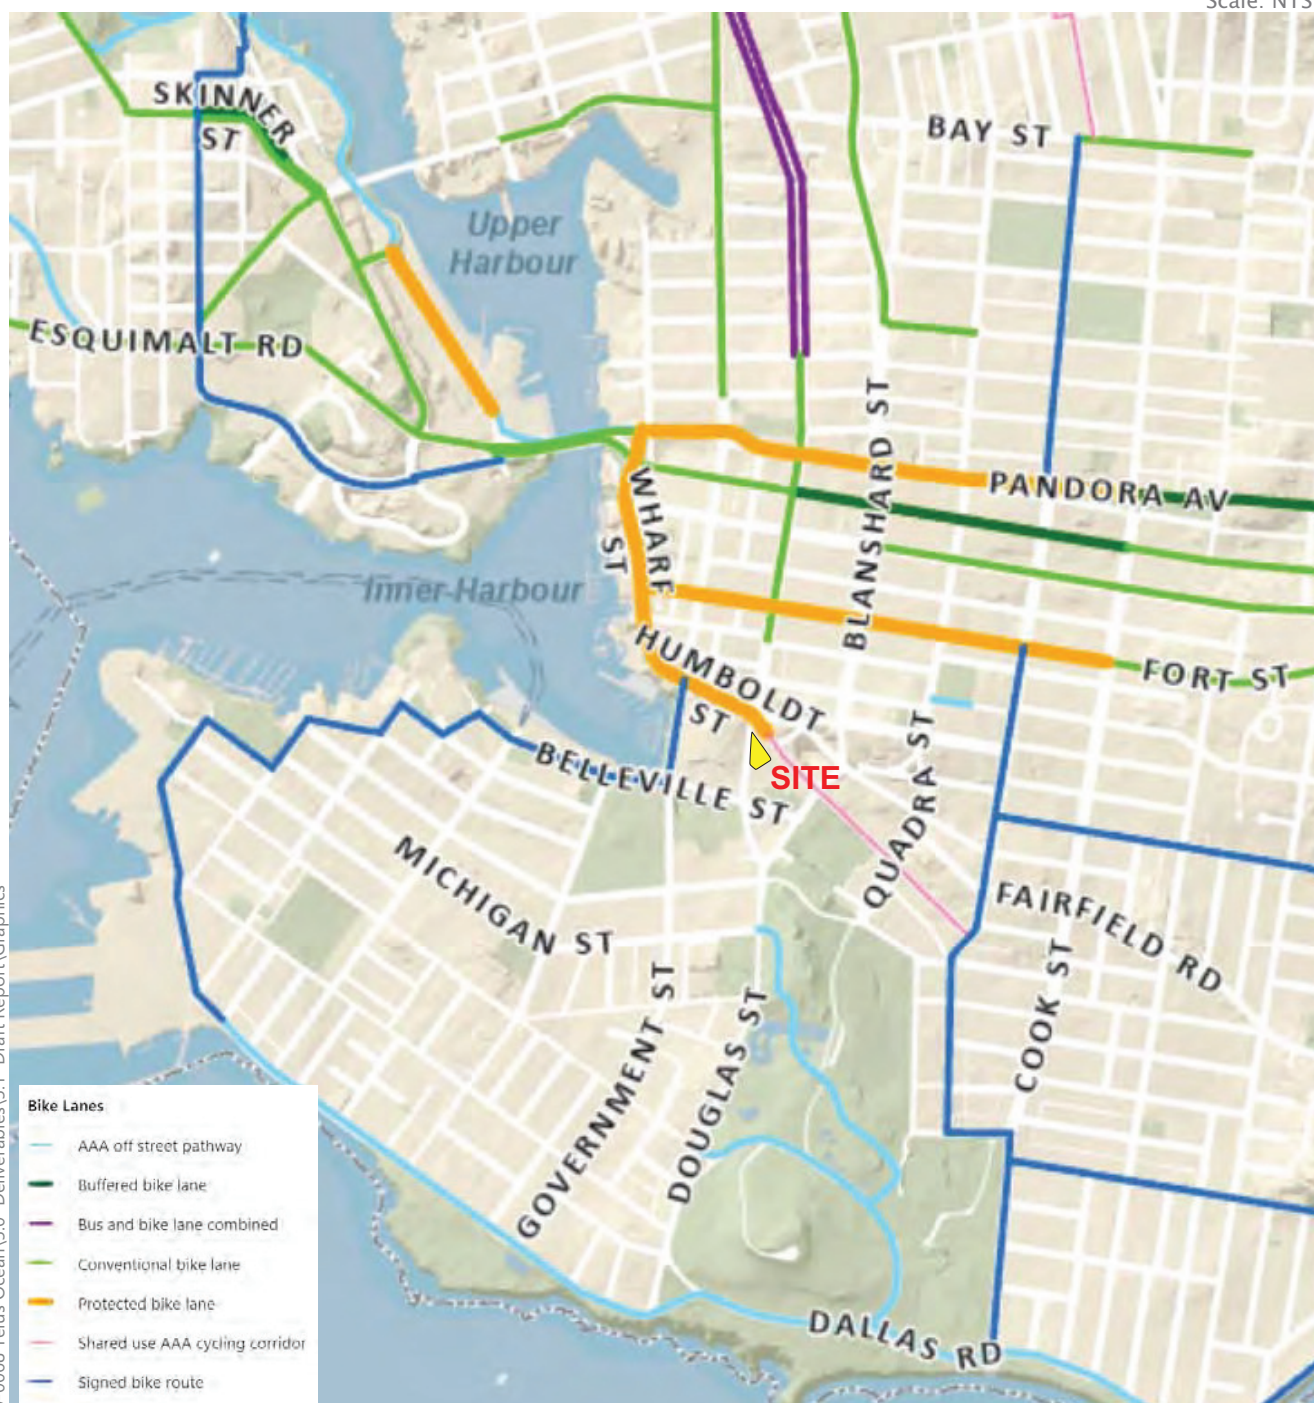 Scale: NTS
SKINNER
ST
BAY ST
Upper
Harbour
ESQUIMALT RD
BLANSHARD ST
PANDORA AV
WHARF
ST
Inner Harbour
HUMBOLDT
ST
FORT ST
BELLEVILLE ST
SITE
QUADRA ST
MICHIGAN ST
FAIRFIELD RD
GOVERNMENT ST
DOUGLAS ST
COOK ST
DALLAS RD
Bike Lanes
AAA off street pathway
Buffered bike lane
Bus and bike lane combined
Conventional bike lane
Protected bike lane
Shared use AAA cycling corridor
Signed bike route